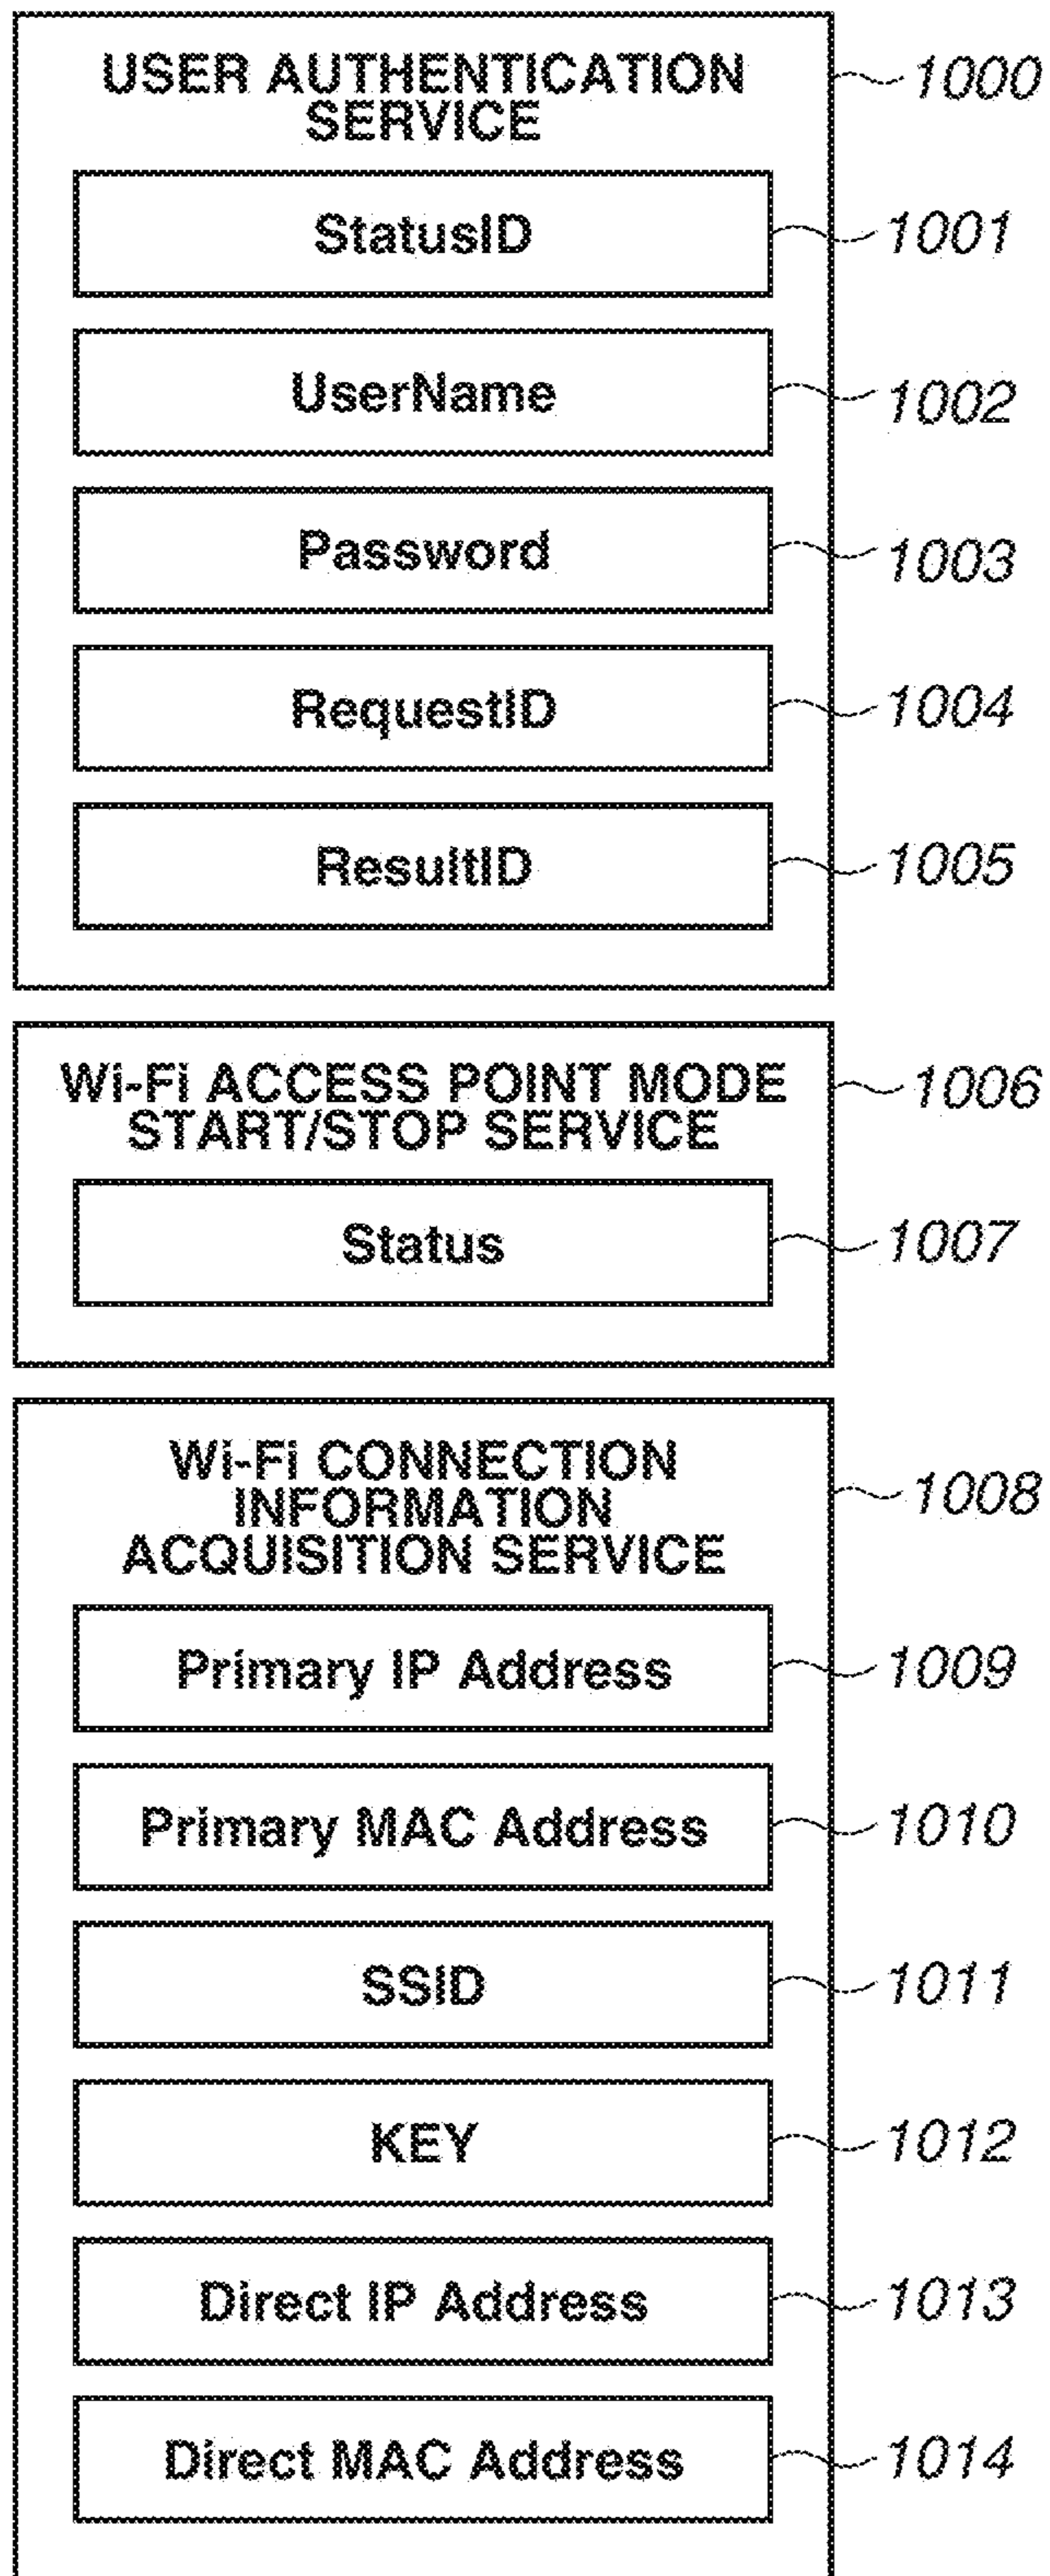 USER AUTHENTICATION
SERVICE
1000
StatusID
1001
UserName
1002
Password
1003
RequestID
1004
ResultID
1005
Wi-Fi ACCESS POINT MODE
START/STOP SERVICE
1006
Status
1007
Wi-Fi CONNECTION
INFORMATION
ACQUISITION SERVICE
1008
Primary IP Address
1009
Primary MAC Address
1010
SSID
1011
KEY
1012
Direct IP Address
1013
Direct MAC Address
1014